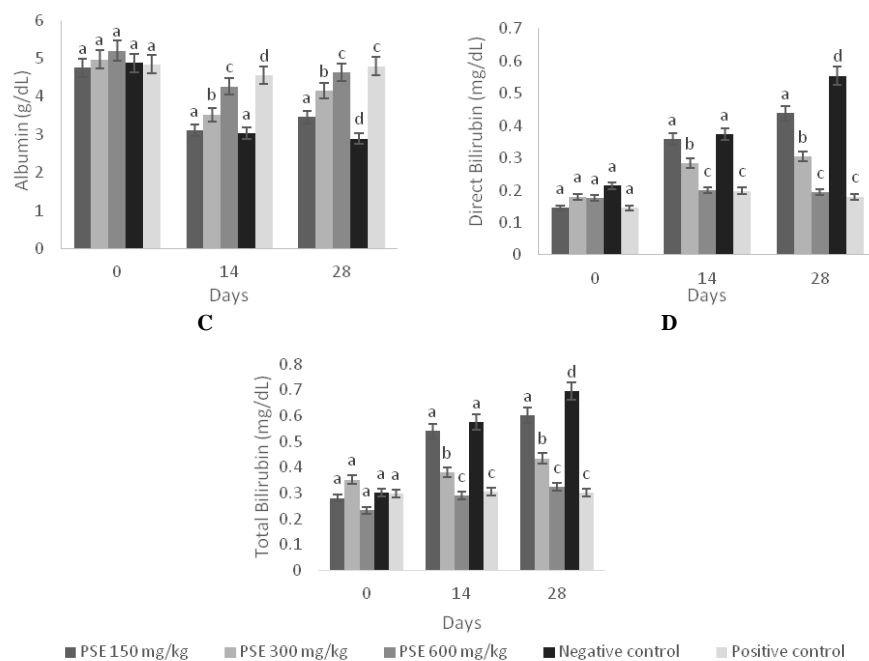 6
5
4
3
2
1
0
Albumin (g/dL)
a a a a a
a b c a d
a b c d c
0 14 28
Days
C
0.7
0.6
0.5
0.4
0.3
0.2
0.1
0
Direct Bilirubin (mg/dL)
a a a a a
a b c a c
a b c d c
0 14 28
Days
D
0.8
0.7
0.6
0.5
0.4
0.3
0.2
0.1
0
Total Bilirubin (mg/dL)
a a a a a
a b c a c
a b c d c
0 14 28
Days
PSE 150 mg/kg PSE 300 mg/kg PSE 600 mg/kg Negative control Positive control